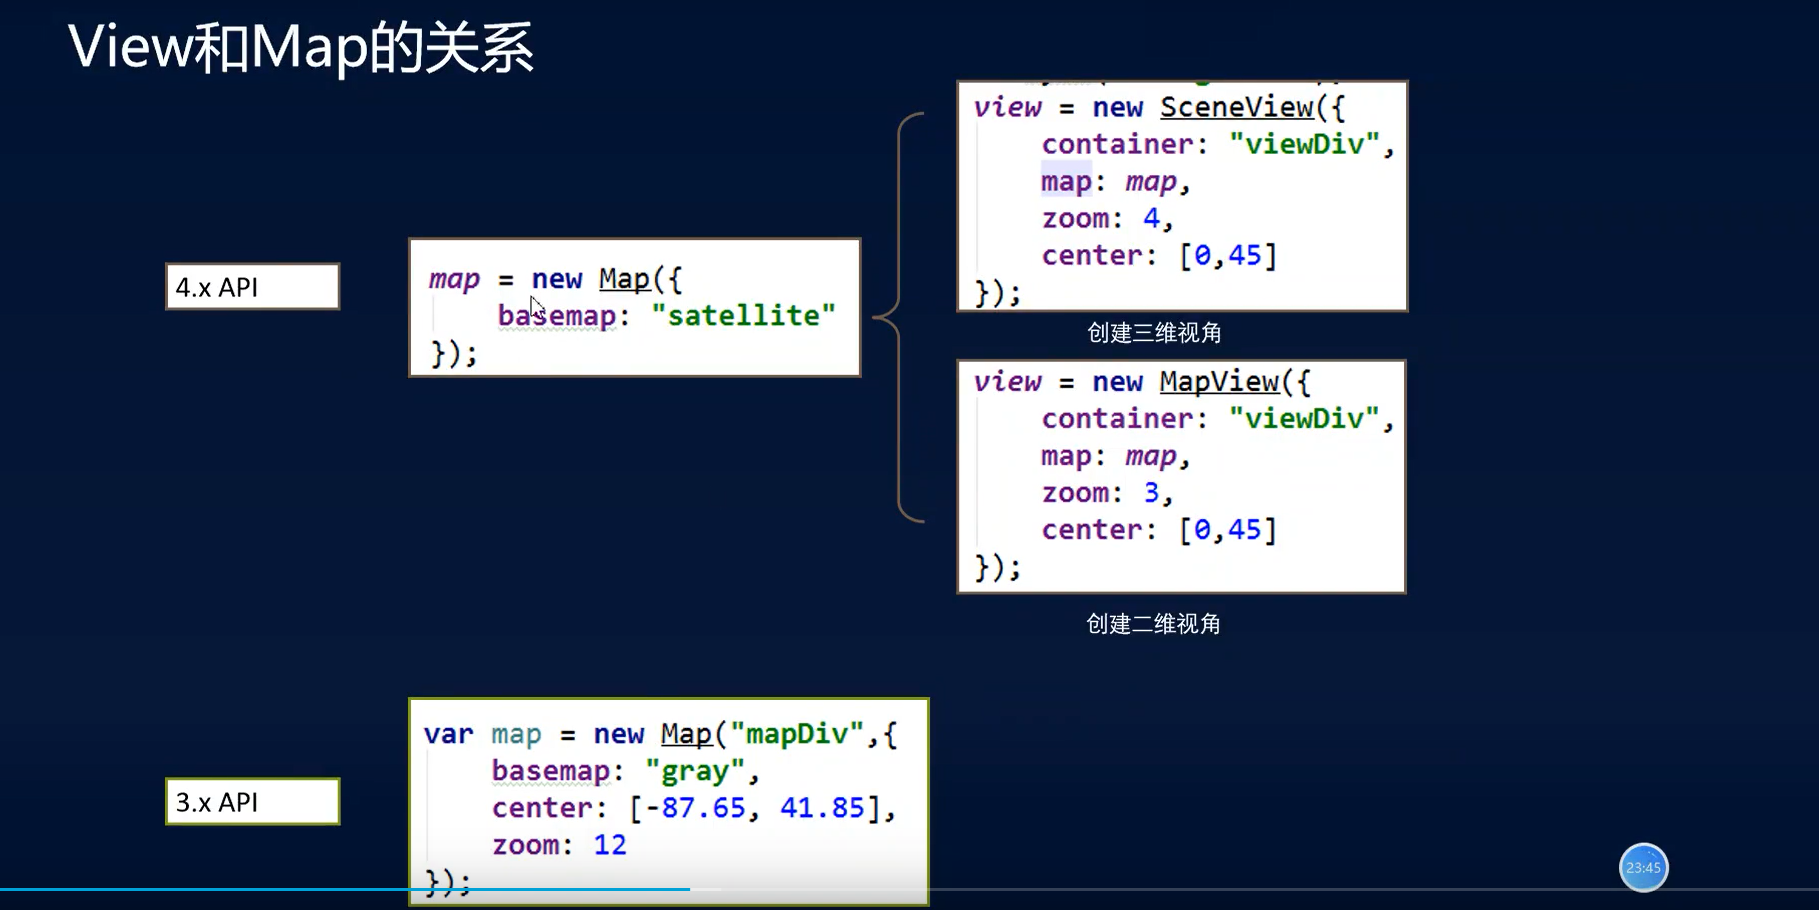 View和Map的关系
4.x API
map = new Map({
basemap: "satellite"
});
view = new SceneView({
container: "viewDiv",
map: map,
zoom: 4,
center: [0,45]
});
创建三维视角
view = new MapView({
container: "viewDiv",
map: map,
zoom: 3,
center: [0,45]
});
创建二维视角
3.x API
var map = new Map("mapDiv",{
basemap: "gray",
center: [-87.65, 41.85],
zoom: 12
});
23:45